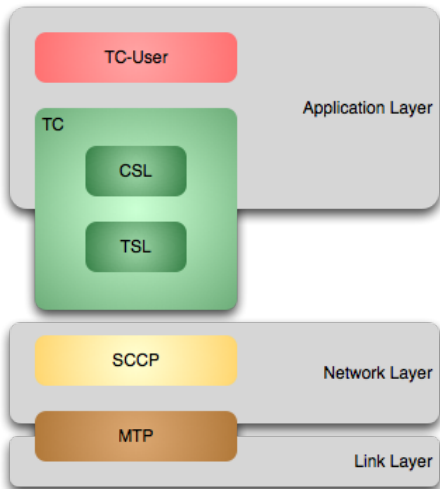 TC-User
Application Layer
TC
CSL
TSL
SCCP
Network Layer
MTP
Link Layer